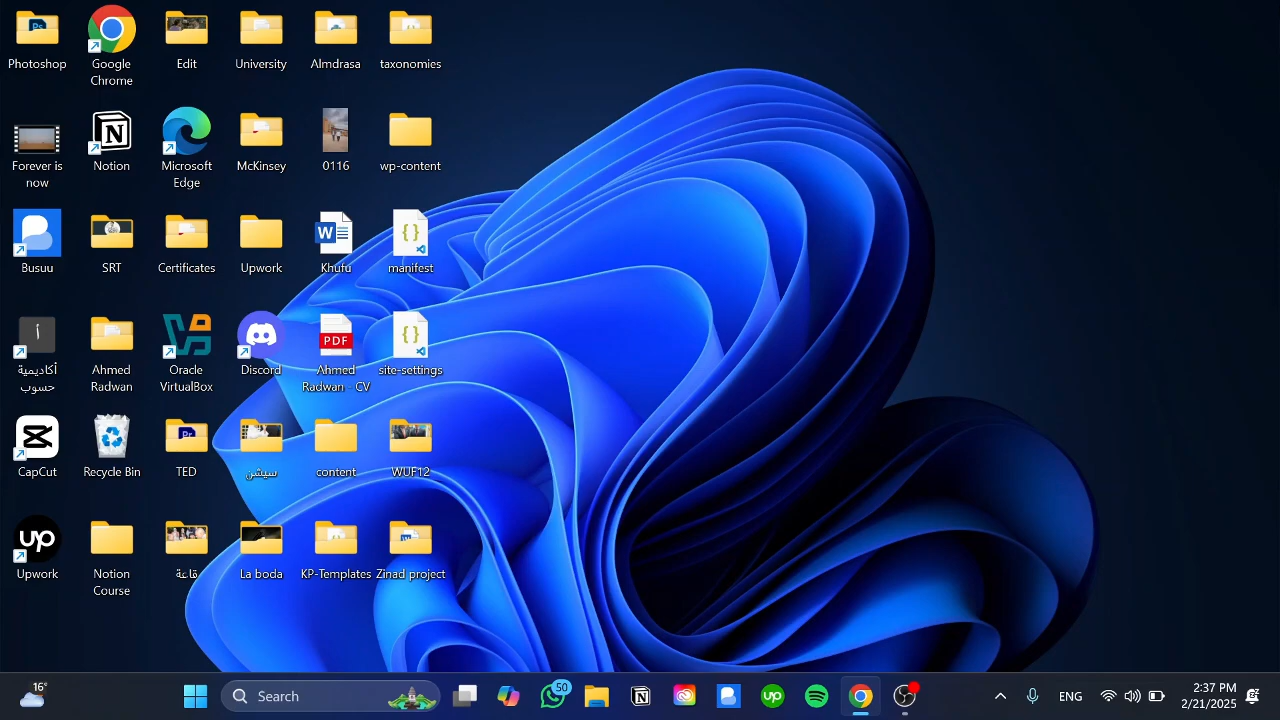 Photoshop
Google
Chrome
Edit
University
Almdrasa
taxonomies
Forever is
now
Notion
Microsoft
Edge
McKinsey
0116
wp-content
Busuu
SRT
Certificates
Upwork
Khufu
manifest
أكاديمية
حسوب
Ahmed
Radwan
Oracle
VirtualBox
Discord
PDF
Ahmed
Radwan - CV
site-settings
CapCut
Recycle Bin
TED
سيشن
content
WUF12
Upwork
Notion
Course
قاعة
La boda
KP-Templates
Zinad project
16°
Search
50
ENG
2:37 PM
2/21/2025